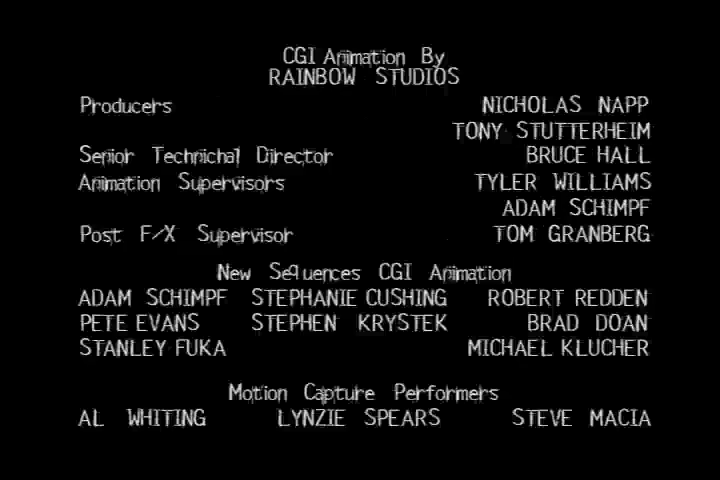 CGI Animation By
RAINBOW STUDIOS
Producers NICHOLAS NAPP
TONY STUTTERHEIM
Senior Technichal Director BRUCE HALL
Animation Supervisors TYLER WILLIAMS
ADAM SCHIMPF
Post F/X Supervisor TOM GRANBERG
New Sequences CGI Animation
ADAM SCHIMPF STEPHANIE CUSHING ROBERT REDDEN
PETE EVANS STEPHEN KRYSTEK BRAD DOAN
STANLEY FUKA MICHAEL KLUCHER
Motion Capture Performers
AL WHITING LYNZIE SPEARS STEVE MACIA